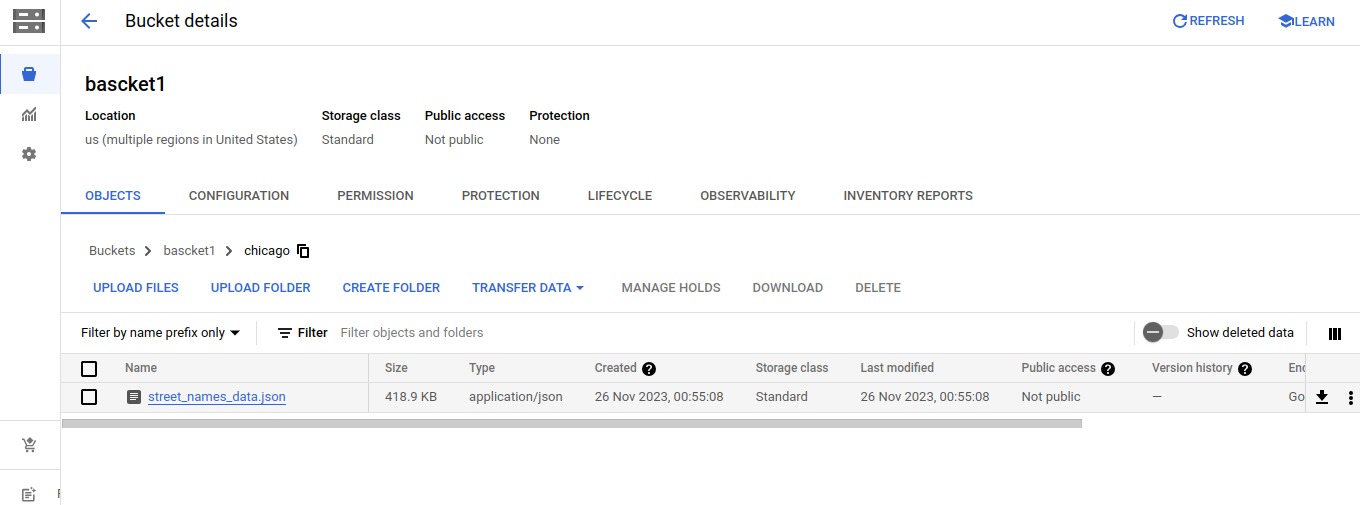 Bucket details
REFRESH
LEARN
bascket1
Location Storage class Public access Protection
us (multiple regions in United States) Standard Not public None
OBJECTS CONFIGURATION PERMISSION PROTECTION LIFECYCLE OBSERVABILITY INVENTORY REPORTS
Buckets bascket1 chicago
UPLOAD FILES UPLOAD FOLDER CREATE FOLDER TRANSFER DATA MANAGE HOLDS DOWNLOAD DELETE
Filter by name prefix only Filter Filter objects and folders Show deleted data
Name Size Type Created Storage class Last modified Public access Version history Enc
street_names_data.json 418.9 KB application/json 26 Nov 2023, 00:55:08 Standard 26 Nov 2023, 00:55:08 Not public — Go